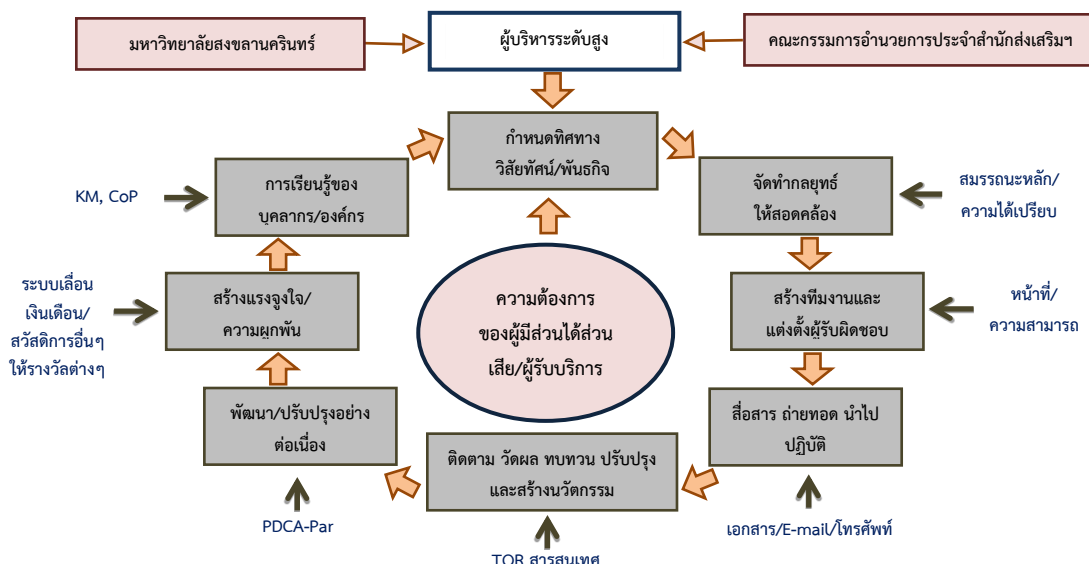 มหาวิทยาลัยสงขลานครินทร์
ผู้บริหารระดับสูง
คณะกรรมการอำนวยการประจำสำนักส่งเสริมฯ
กำหนดทิศทาง
วิสัยทัศน์/พันธกิจ
การเรียนรู้ของ
บุคลากร/องค์กร
จัดทำกลยุทธ์
ให้สอดคล้อง
KM, CoP
สมรรถนะหลัก/
ความได้เปรียบ
ระบบเลื่อน
เงินเดือน/
สวัสดิการอื่นๆ
ให้รางวัลต่างๆ
สร้างแรงจูงใจ/
ความผูกพัน
ความต้องการ
ของผู้มีส่วนได้ส่วน
เสีย/ผู้รับบริการ
สร้างทีมงานและ
แต่งตั้งผู้รับผิดชอบ
หน้าที่/
ความสามารถ
พัฒนา/ปรับปรุงอย่าง
ต่อเนื่อง
ติดตาม วัดผล ทบทวน ปรับปรุง
และสร้างนวัตกรรม
สื่อสาร ถ่ายทอด นำไป
ปฏิบัติ
PDCA-Par
TOR สารสนเทศ
เอกสาร/E-mail/โทรศัพท์